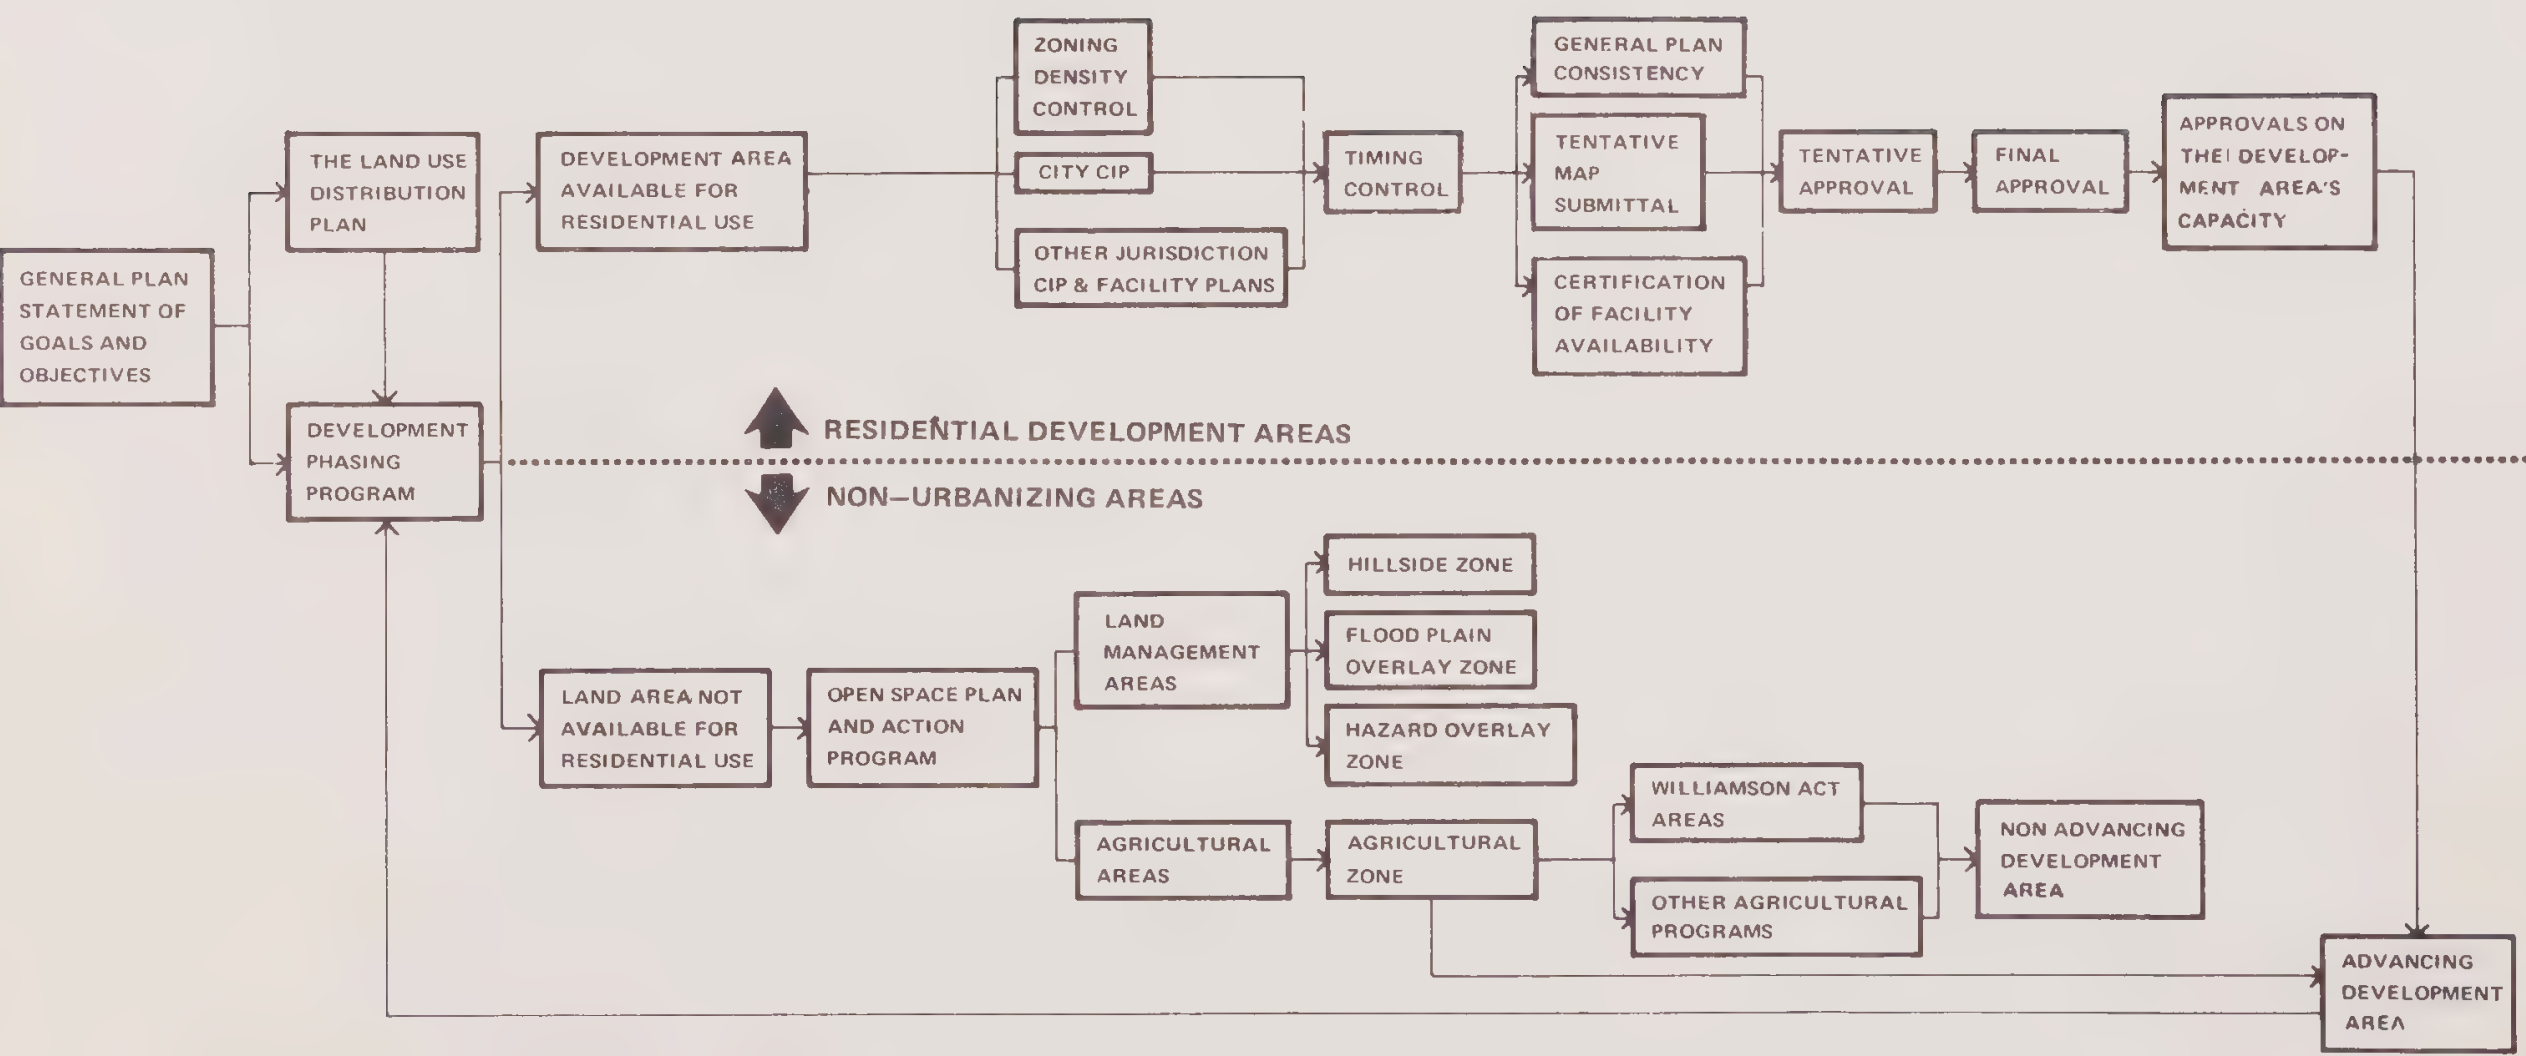 GENERAL PLAN
STATEMENT OF
GOALS AND
OBJECTIVES
THE LAND USE
DISTRIBUTION
PLAN
DEVELOPMENT
PHASING
PROGRAM
DEVELOPMENT AREA
AVAILABLE FOR
RESIDENTIAL USE
ZONING
DENSITY
CONTROL
CITY CIP
OTHER JURISDICTION
CIP & FACILITY PLANS
TIMING
CONTROL
GENERAL PLAN
CONSISTENCY
TENTATIVE
MAP
SUBMITTAL
CERTIFICATION
OF FACILITY
AVAILABILITY
TENTATIVE
APPROVAL
FINAL
APPROVAL
APPROVALS ON
THE DEVELOP-
MENT AREA'S
CAPACITY
RESIDENTIAL DEVELOPMENT AREAS
NON-URBANIZING AREAS
LAND AREA NOT
AVAILABLE FOR
RESIDENTIAL USE
OPEN SPACE PLAN
AND ACTION
PROGRAM
LAND
MANAGEMENT
AREAS
HILLSIDE ZONE
FLOOD PLAIN
OVERLAY ZONE
HAZARD OVERLAY
ZONE
AGRICULTURAL
AREAS
AGRICULTURAL
ZONE
WILLIAMSON ACT
AREAS
OTHER AGRICULTURAL
PROGRAMS
NON ADVANCING
DEVELOPMENT
AREA
ADVANCING
DEVELOPMENT
AREA